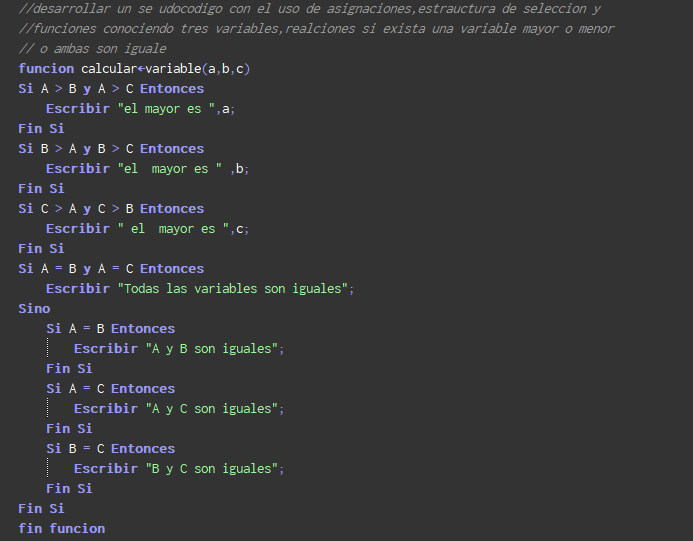 //desarrollar un se udocodigo con el uso de asignaciones,estrauctura de seleccion y
//funciones conociendo tres variables,realciones si exista una variable mayor o menor
// o ambas son iguale
funcion calcular←variable(a,b,c)
Si A > B y A > C Entonces
Escribir "el mayor es ",a;
Fin Si
Si B > A y B > C Entonces
Escribir "el  mayor es " ,b;
Fin Si
Si C > A y C > B Entonces
Escribir " el  mayor es ",c;
Fin Si
Si A = B y A = C Entonces
Escribir "Todas las variables son iguales";
Sino
Si A = B Entonces
Escribir "A y B son iguales";
Fin Si
Si A = C Entonces
Escribir "A y C son iguales";
Fin Si
Si B = C Entonces
Escribir "B y C son iguales";
Fin Si
Fin Si
fin funcion